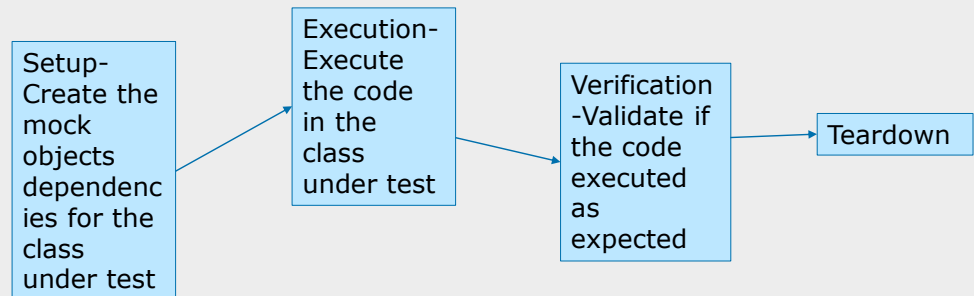 Setup-
Create the
mock
objects
dependenc
ies for the
class
under test
Execution-
Execute
the code
in the
class
under test
Verification
-Validate if
the code
executed
as
expected
Teardown